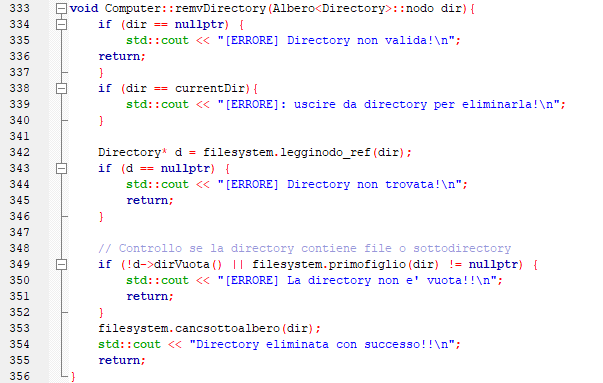 333 void Computer::remvDirectory(Albero<Directory>::nodo dir){
334     if (dir == nullptr) {
335         std::cout << "[ERRORE] Directory non valida!\n";
336     return;
337     }
338     if (dir == currentDir){
339         std::cout << "[ERRORE]: uscire da directory per eliminarla!\n";
340     }
341
342     Directory* d = filesystem.legginodo_ref(dir);
343     if (d == nullptr) {
344         std::cout << "[ERRORE] Directory non trovata!\n";
345         return;
346     }
347
348     // Controllo se la directory contiene file o sottodirectory
349     if (!d->dirVuota() || filesystem.primofiglio(dir) != nullptr) {
350         std::cout << "[ERRORE] La directory non e' vuota!!\n";
351         return;
352     }
353     filesystem.cancsottoalbero(dir);
354     std::cout << "Directory eliminata con successo!!\n";
355     return;
356 }